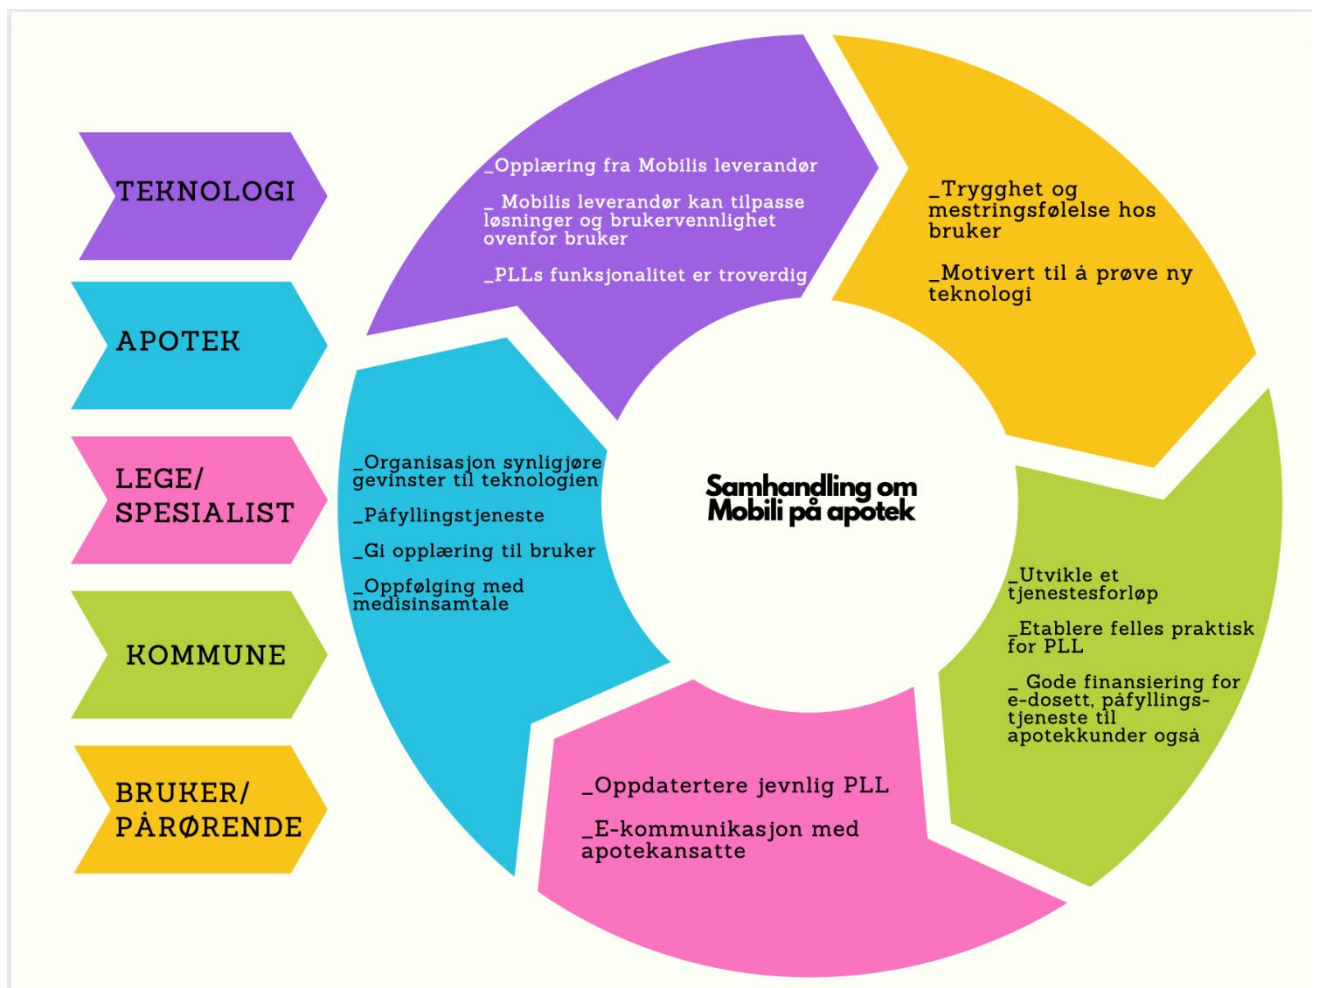 TEKNOLOGI
APOTEK
LEGE/
SPESIALIST
KOMMUNE
BRUKER/
PÅRØRENDE
_Opplæring fra Mobilis leverandør
_ Mobilis leverandør kan tilpasse
løsninger og brukervennlighet
ovenfor bruker
_PLLs funksjonalitet er troverdig
_Trygghet og
mestringsfølelse hos
bruker
_Motivert til å prøve ny
teknologi
_Organisasjon synligjøre
gevinster til teknologien
_Påfyllingstjeneste
_Gi opplæring til bruker
_Oppfølging med
medisinsamtale
Samhandling om
Mobili på apotek
_Utvikle et
tjenestesforløp
_Etablere felles praktisk
for PLL
_ Gode finansiering for
e-dosett, påfyllings-
tjeneste til
apotekkunder også
_Oppdatertere jevnlig PLL
_E-kommunikasjon med
apotekansatte